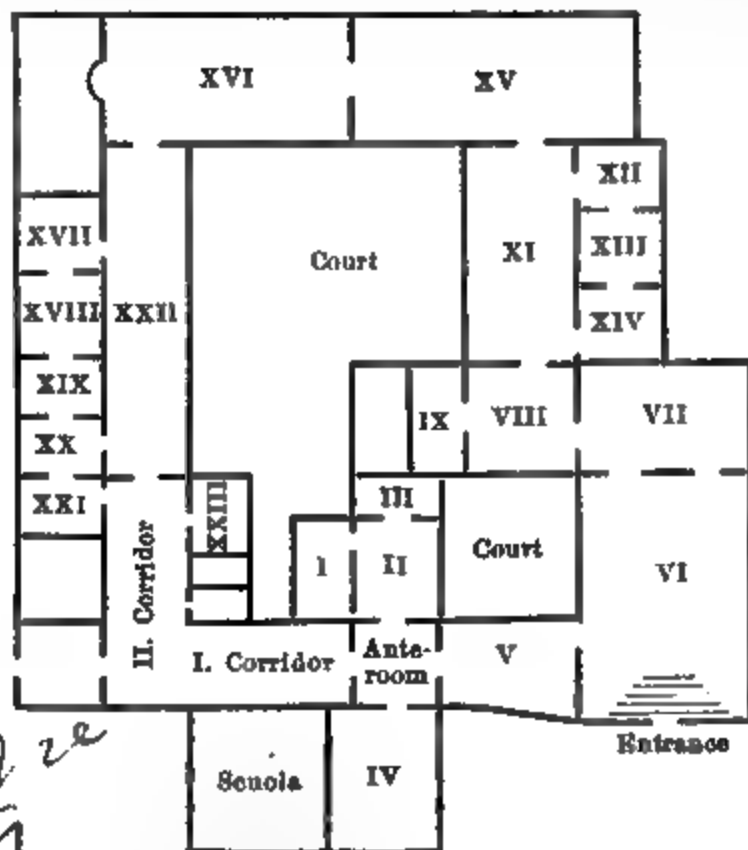 XVI
XV
XII
XVII
Court
XI
XIII
XVIII
XXII
XIV
XIX
IX
VIII
VII
XX
XXI
XXIII
III
II. Corridor
I
II
Court
VI
I. Corridor
Ante-
room
V
Entrance
Scuola
IV